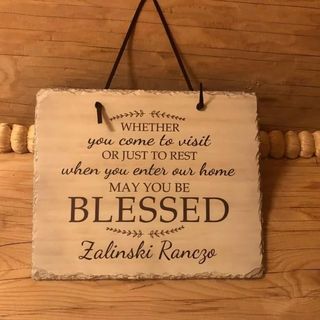 WHETHER
you come to visit
OR JUST TO REST
when you enter our home
MAY YOU BE
BLESSED
Zalinski Ranczo